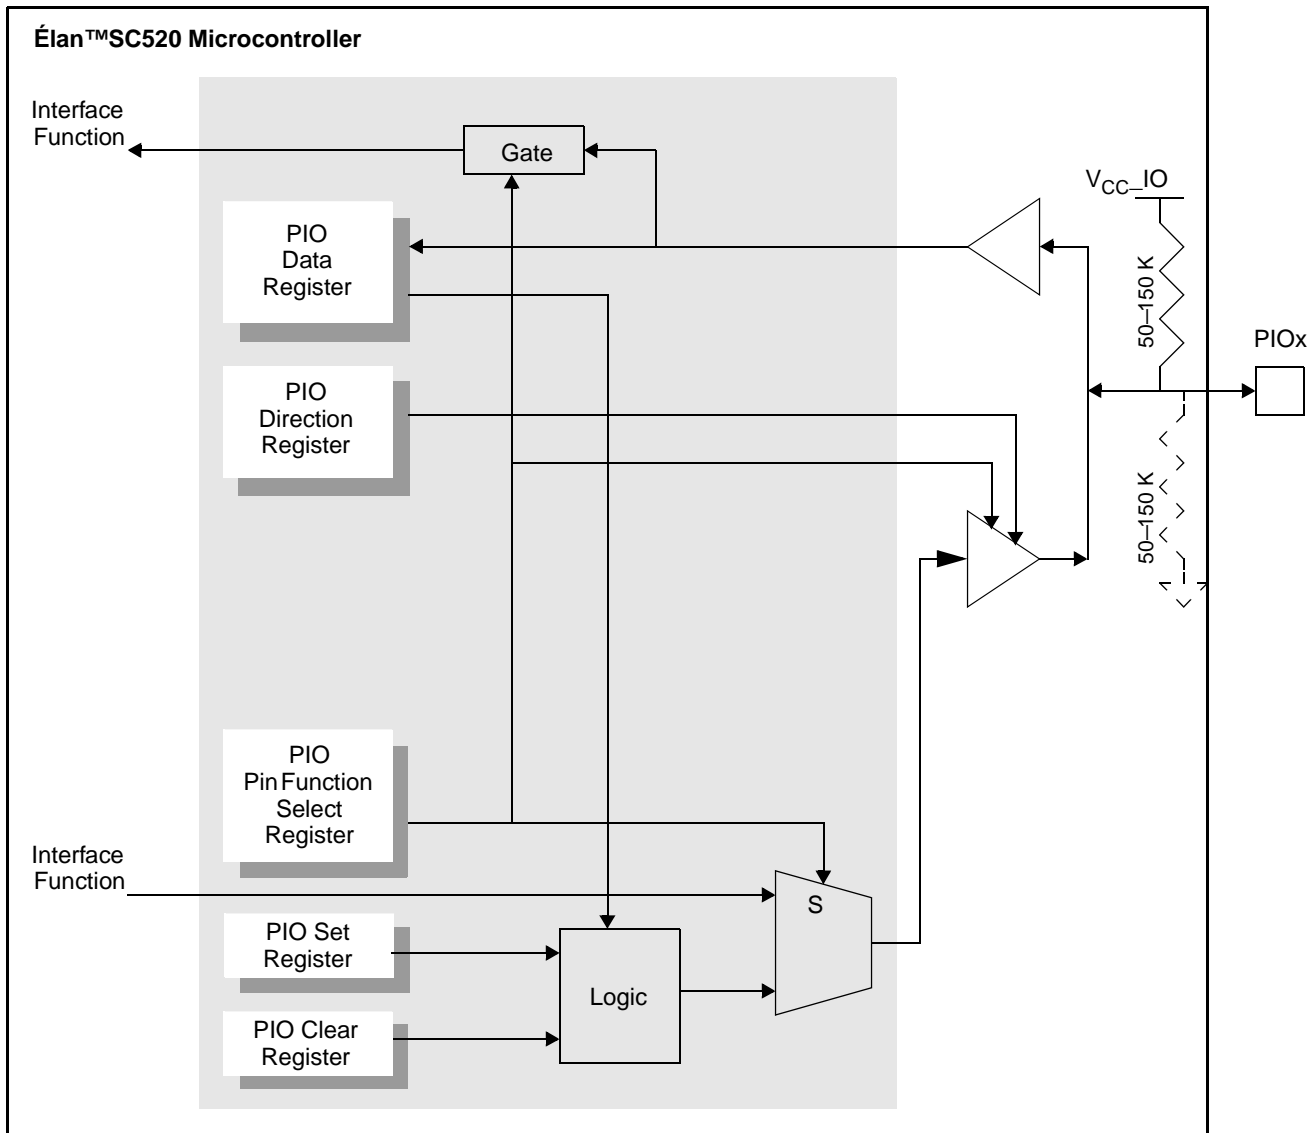 Élan™SC520 Microcontroller
Interface
Function
Gate
VCC_IO
PIO
Data
Register
50–150 K
PIOx
PIO
Direction
Register
50–150 K
PIO
Pin Function
Select
Register
Interface
Function
S
PIO Set
Register
Logic
PIO Clear
Register